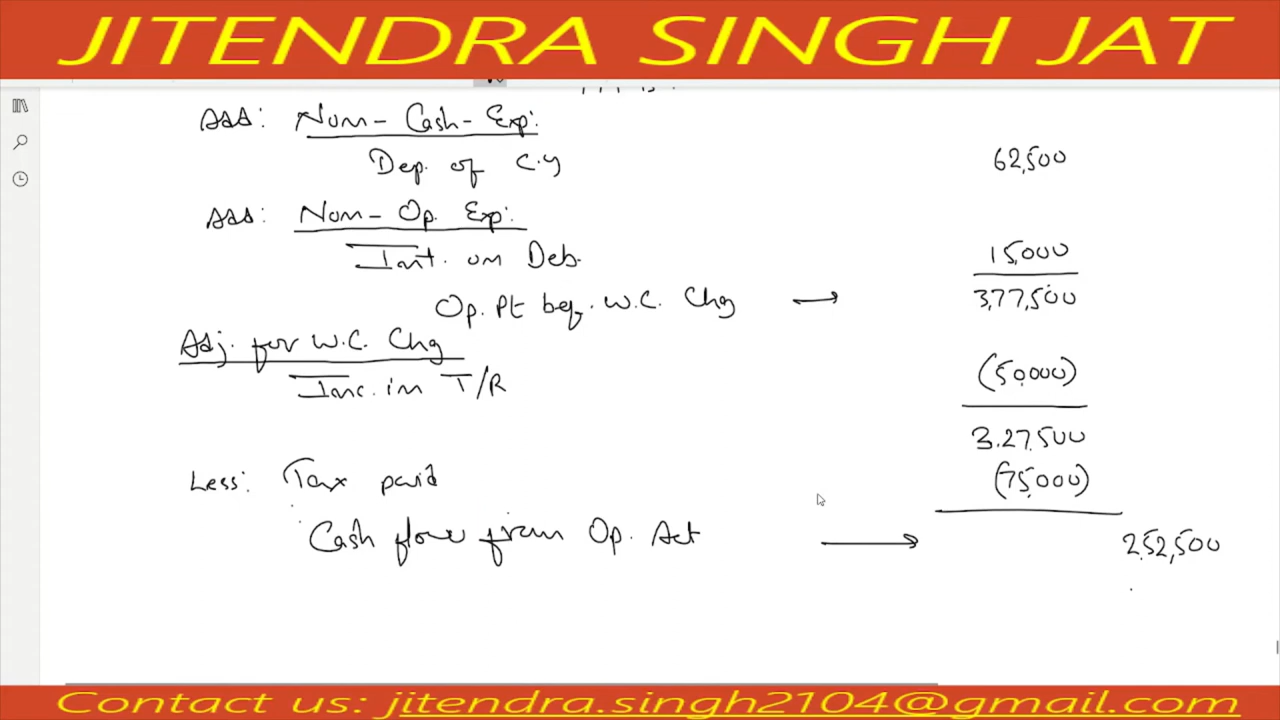 JITENDRA SINGH JAT
Add: Non-Cash-Exp:
Dep. of C.Y 62,500
Add: Non-Op. Exp:
Int. on Deb. 15,000
Op. Pt bef. W.C. Chg → 3,77,500
Adj. for W.C. Chg
Inc. in T/R (50,000)
3,27,500
Less: Tax paid (75,000)
Cash flow from Op. Act → 2,52,500
Contact us: jitendra.singh2104@gmail.com